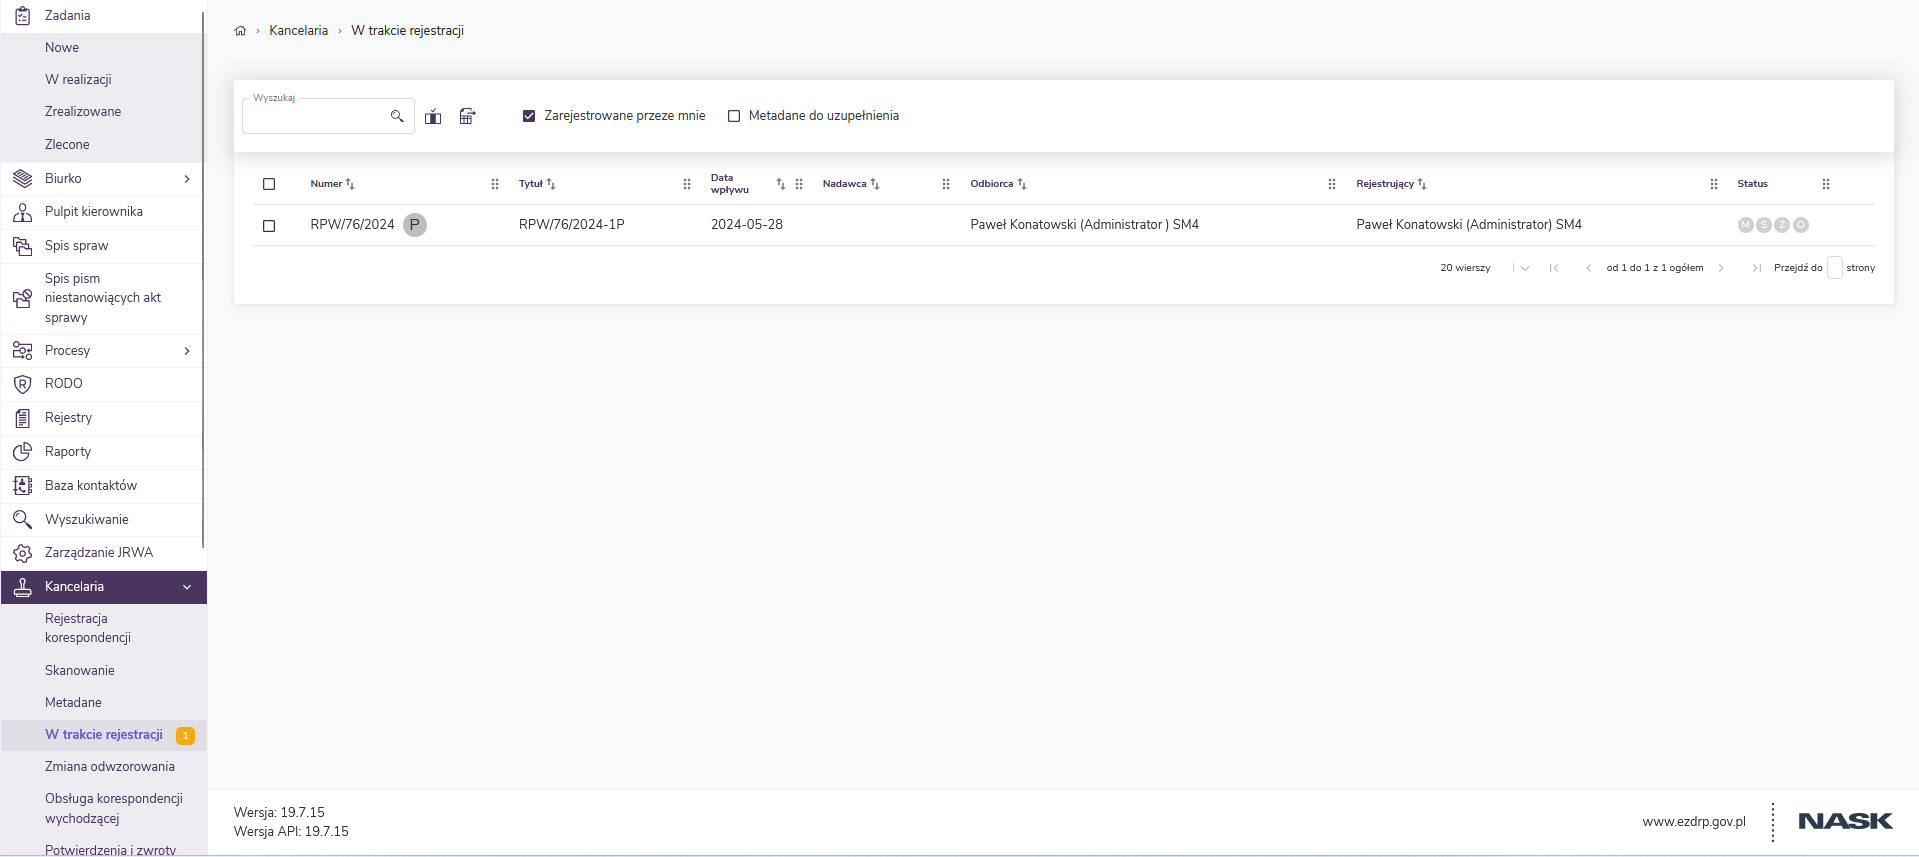 Zadania
Nowe
W realizacji
Zrealizowane
Zlecone
Biurko
Pulpit kierownika
Spis spraw
Spis pism
niestanowiących akt
sprawy
Procesy
RODO
Rejestry
Raporty
Baza kontaktów
Wyszukiwanie
Zarządzanie JRWA
Kancelaria
Rejestracja
korespondencji
Skanowanie
Metadane
W trakcie rejestracji 1
Zmiana odwzorowania
Obsługa korespondencji
wychodzącej
Potwierdzenia i zwroty
Kancelaria › W trakcie rejestracji
Wyszukaj
Zarejestrowane przeze mnie Metadane do uzupełnienia
Numer Tytuł Data wpływu Nadawca Odbiorca Rejestrujący Status
RPW/76/2024 P RPW/76/2024-1P 2024-05-28 Paweł Konatowski (Administrator ) SM4 Paweł Konatowski (Administrator) SM4 M S Z O
20 wierszy od 1 do 1 z 1 ogółem Przejdź do strony
Wersja: 19.7.15
Wersja API: 19.7.15
www.ezdrp.gov.pl NASK